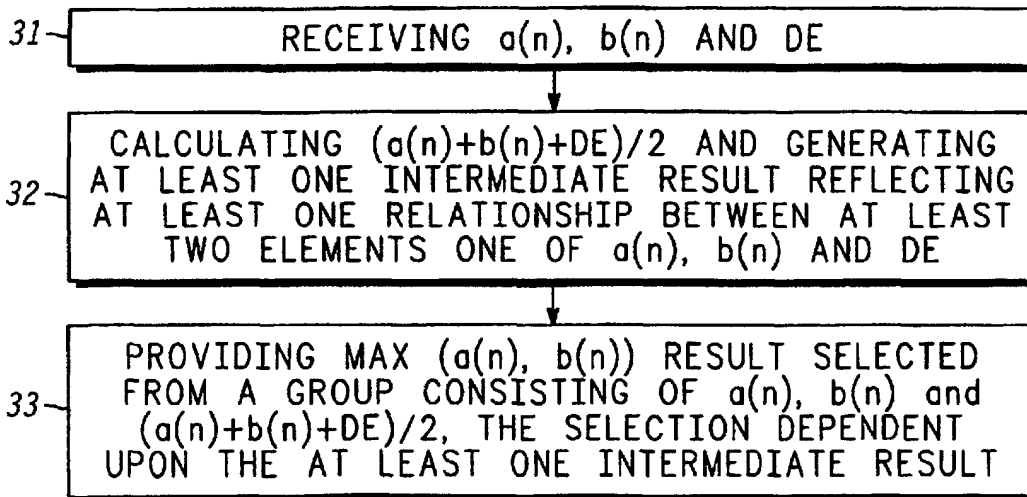 31 RECEIVING a(n), b(n) AND DE
CALCULATING (a(n)+b(n)+DE)/2 AND GENERATING
AT LEAST ONE INTERMEDIATE RESULT REFLECTING
32 AT LEAST ONE RELATIONSHIP BETWEEN AT LEAST
TWO ELEMENTS ONE OF a(n), b(n) AND DE
PROVIDING MAX (a(n), b(n)) RESULT SELECTED
33 FROM A GROUP CONSISTING OF a(n), b(n) and
(a(n)+b(n)+DE)/2, THE SELECTION DEPENDENT
UPON THE AT LEAST ONE INTERMEDIATE RESULT